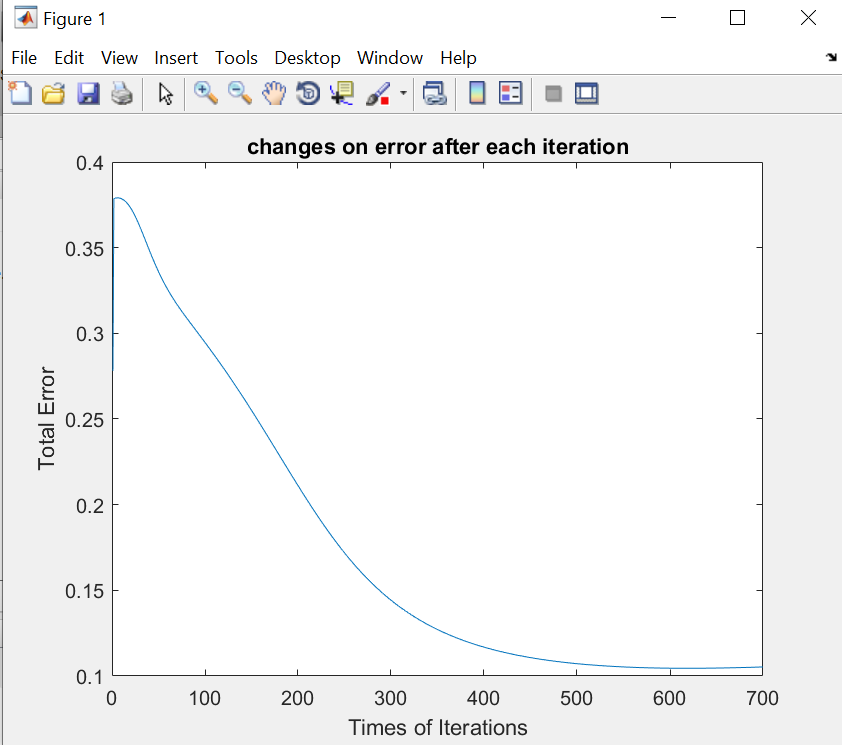 Figure 1
File Edit View Insert Tools Desktop Window Help
changes on error after each iteration
0.4
0.35
0.3
0.25
0.2
0.15
0.1
Total Error
0 100 200 300 400 500 600 700
Times of Iterations